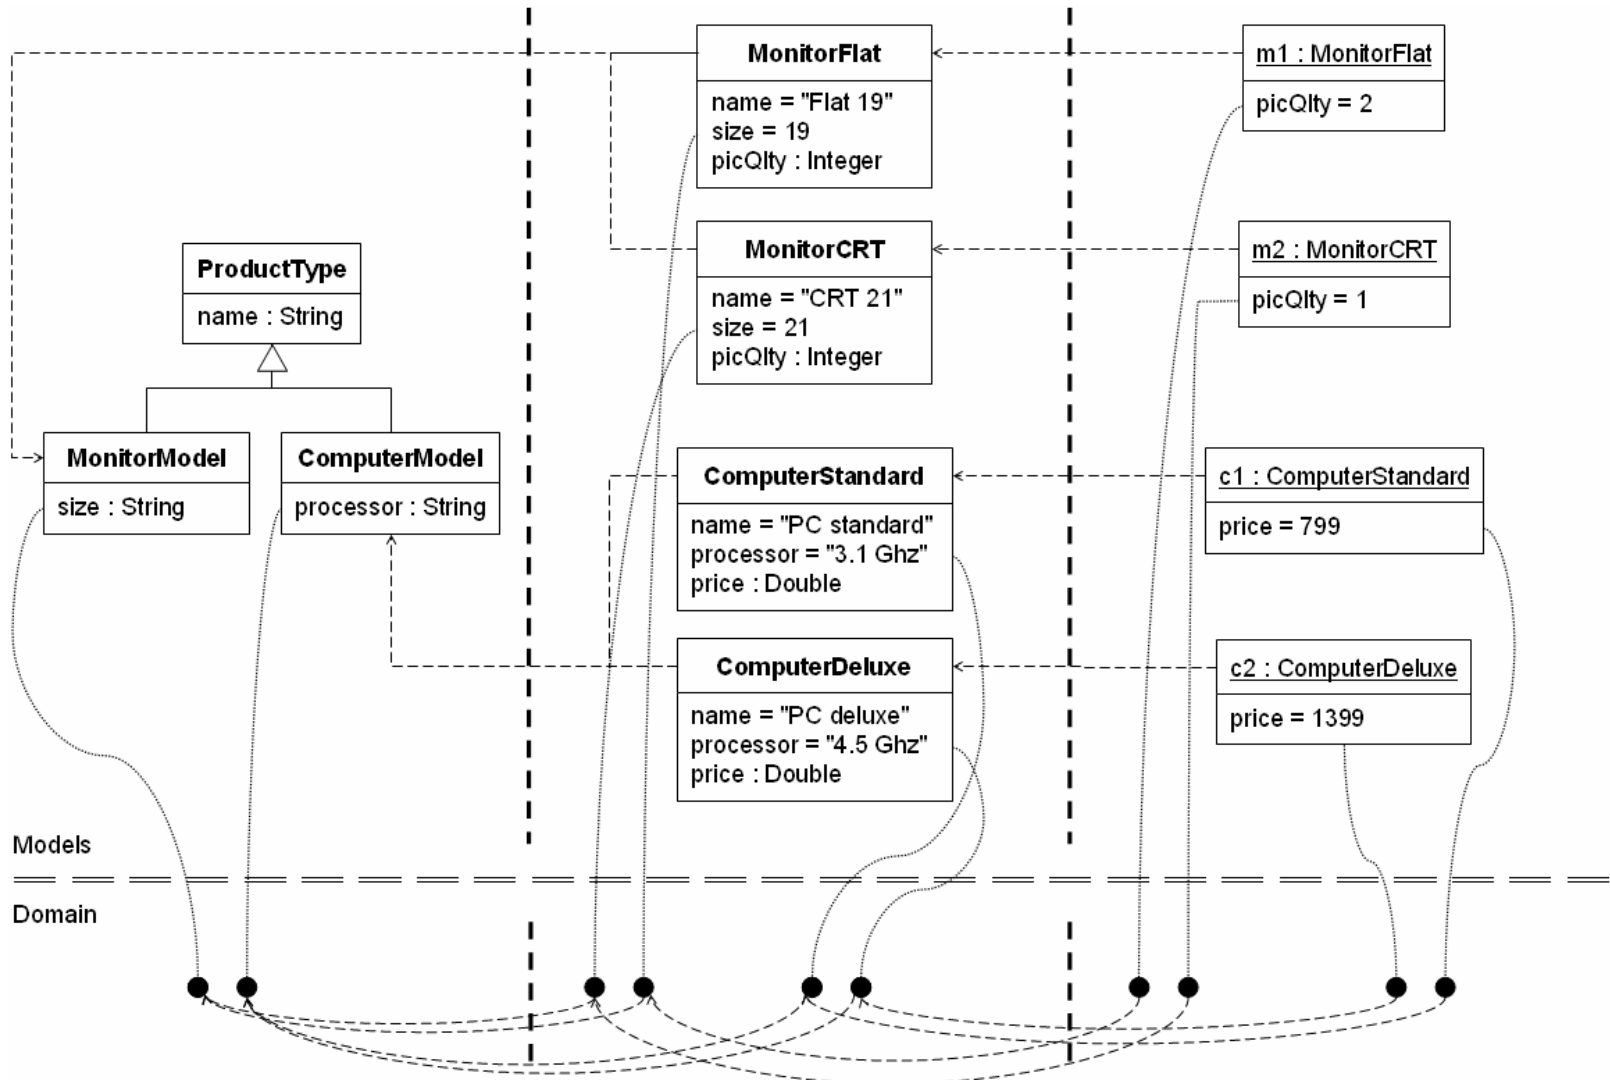 ProductType
name : String
MonitorModel
size : String
ComputerModel
processor : String
MonitorFlat
name = "Flat 19"
size = 19
picQlty : Integer
MonitorCRT
name = "CRT 21"
size = 21
picQlty : Integer
ComputerStandard
name = "PC standard"
processor = "3.1 Ghz"
price : Double
ComputerDeluxe
name = "PC deluxe"
processor = "4.5 Ghz"
price : Double
m1 : MonitorFlat
picQlty = 2
m2 : MonitorCRT
picQlty = 1
c1 : ComputerStandard
price = 799
c2 : ComputerDeluxe
price = 1399
Models
Domain